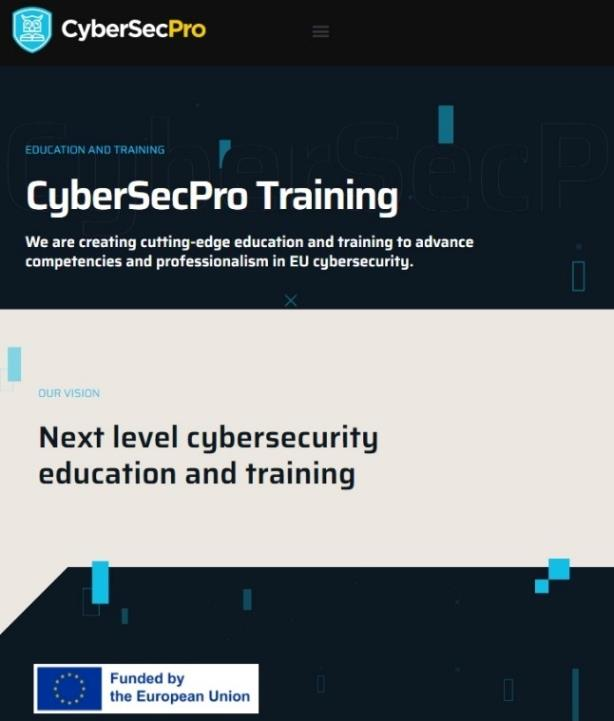 CyberSecPro
CyberSecP
EDUCATION AND TRAINING
CyberSecPro Training
We are creating cutting-edge education and training to advance
competencies and professionalism in EU cybersecurity.
OUR VISION
Next level cybersecurity
education and training
Funded by
the European Union